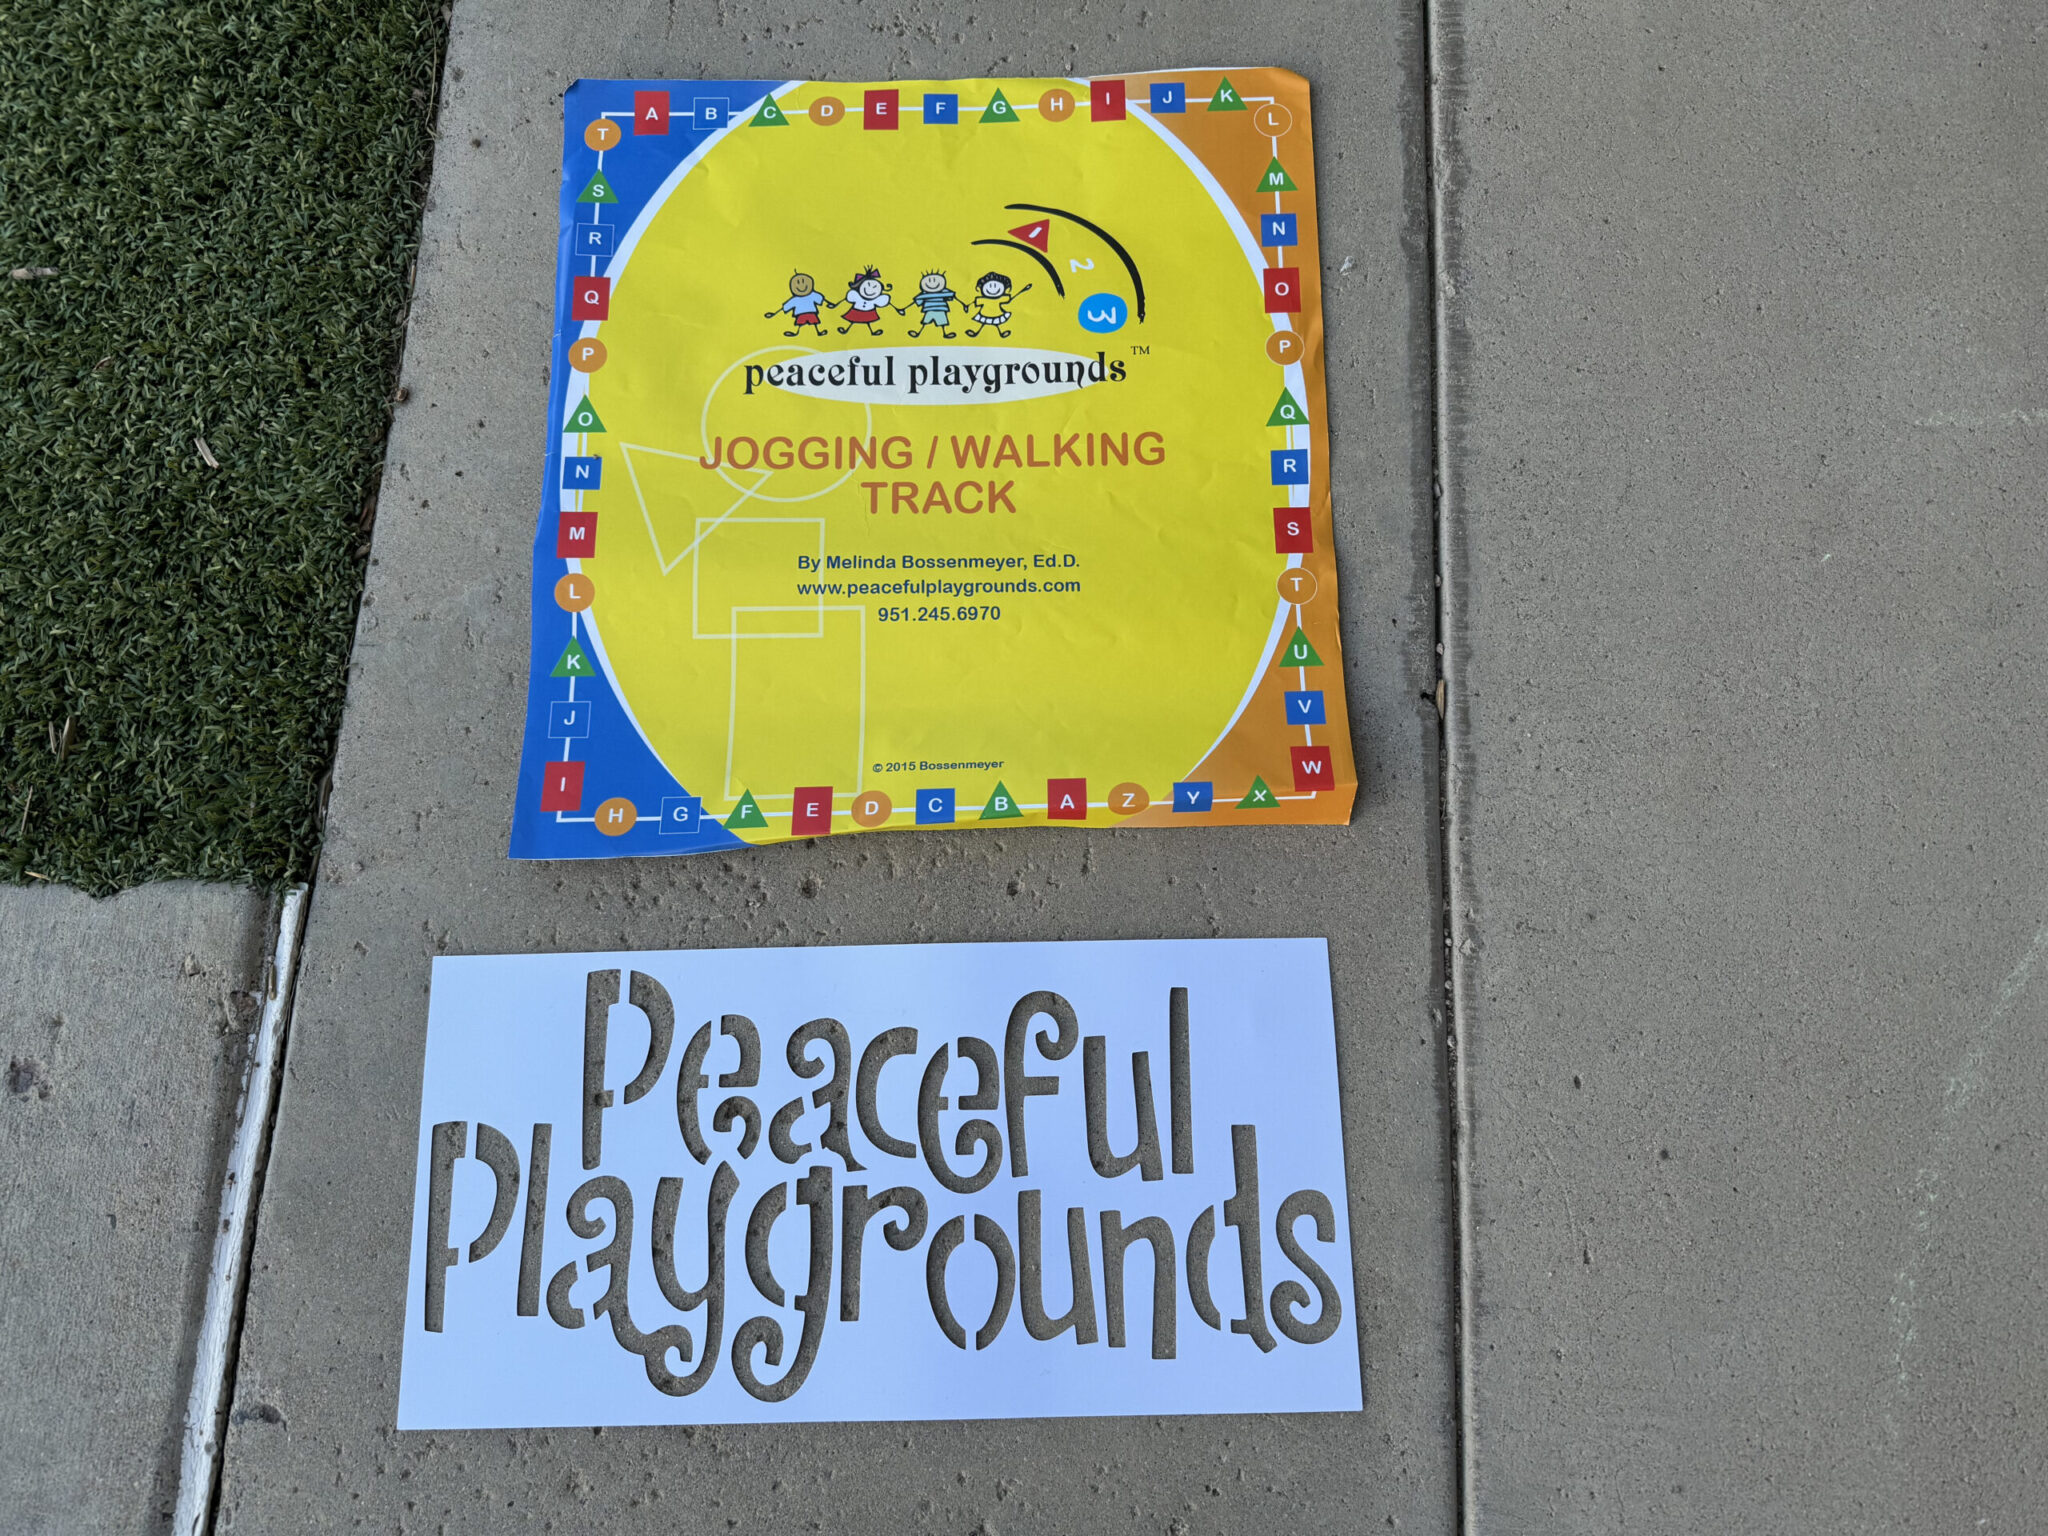 A B C D E F G H I J K L
M N O P Q R S T U V W
X Y Z A B C D E F G H I
J K L M N O P Q R S T
1 2 3
peaceful playgrounds™
JOGGING / WALKING
TRACK
By Melinda Bossenmeyer, Ed.D.
www.peacefulplaygrounds.com
951.245.6970
© 2015 Bossenmeyer
Peaceful
Playgrounds